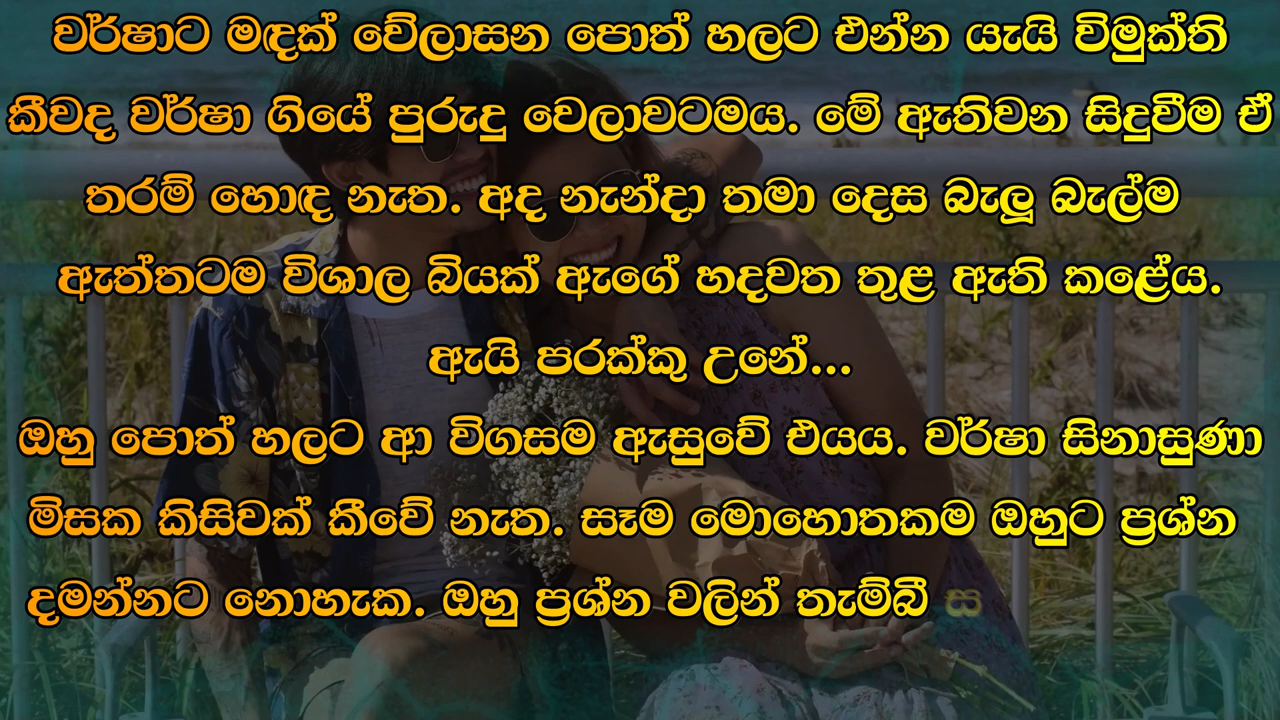 වර්ෂාට මඳක් වේලාසන පොත් හලට එන්න යැයි විමුක්ති
කීවද වර්ෂා ගියේ පුරුදු වෙලාවටමය. මේ ඇතිවන සිදුවීම ඒ
තරම් හොඳ නැත. අද නැන්දා තමා දෙස බැලූ බැල්ම
ඇත්තටම විශාල බියක් ඇගේ හදවත තුළ ඇති කළේය.
ඇයි පරක්කු උනේ...
ඔහු පොත් හලට ආ විගසම ඇසුවේ එයය. වර්ෂා සිනාසුණා
මිසක කිසිවක් කීවේ නැත. සෑම මොහොතකම ඔහුට ප්‍රශ්න
දමන්නට නොහැක. ඔහු ප්‍රශ්න වලින් තැම්බී ස